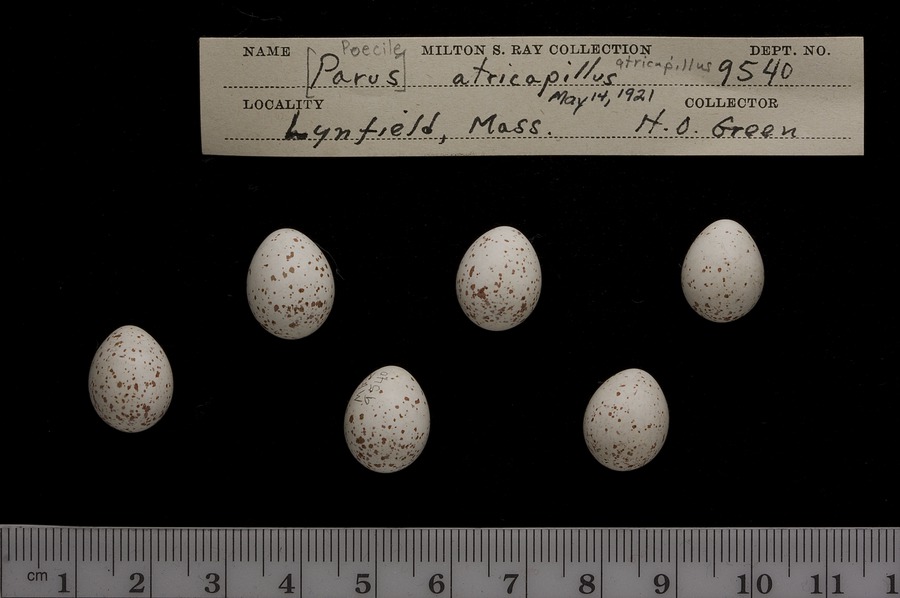 NAME Poecile MILTON S. RAY COLLECTION DEPT. NO.
[Parus] atricapillus atricapillus 9540
LOCALITY May 14, 1921 COLLECTOR
Lynfield, Mass. H. O. Green
9540
cm 1 2 3 4 5 6 7 8 9 10 11 1